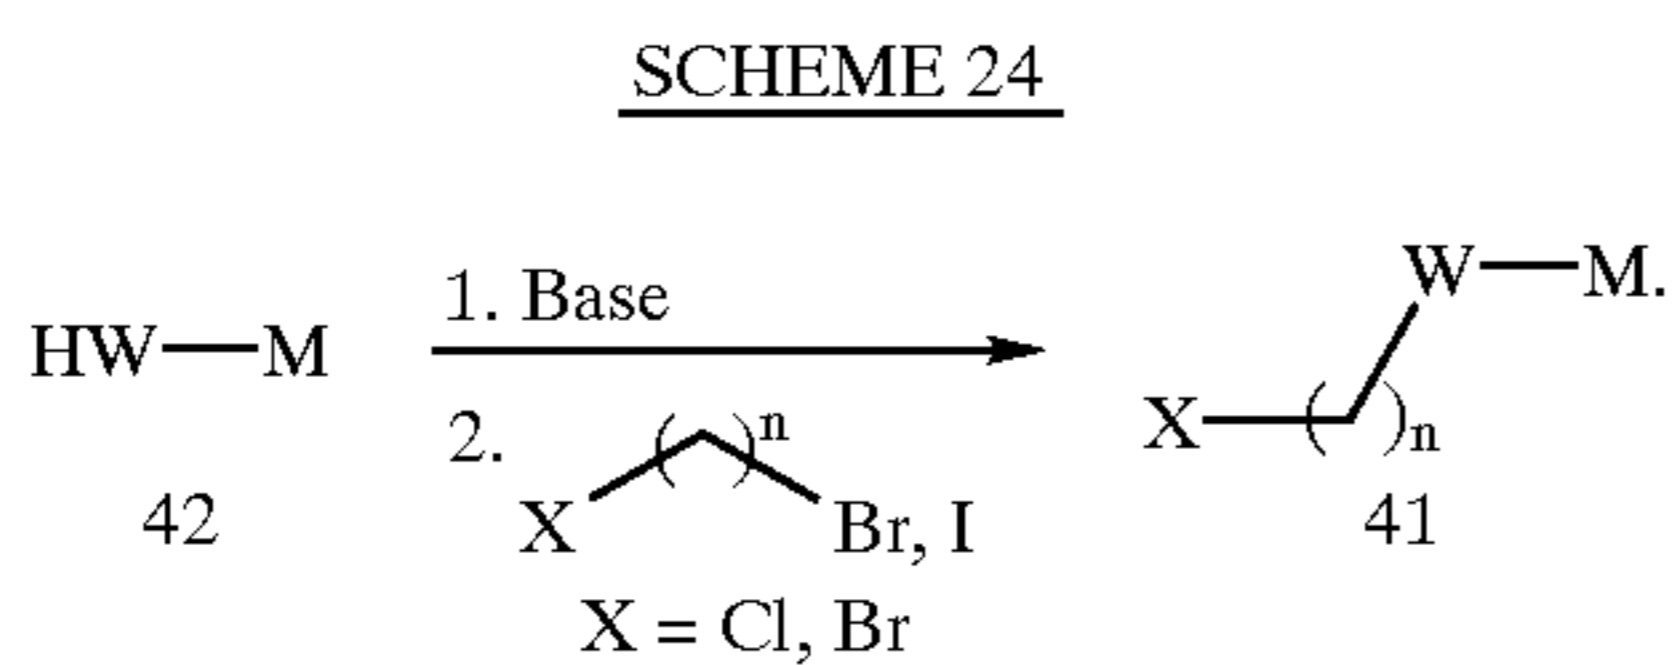 SCHEME 24
HW—M
1. Base
2. X ( )n Br, I
X = Cl, Br
42
W—M.
X ( )n
41